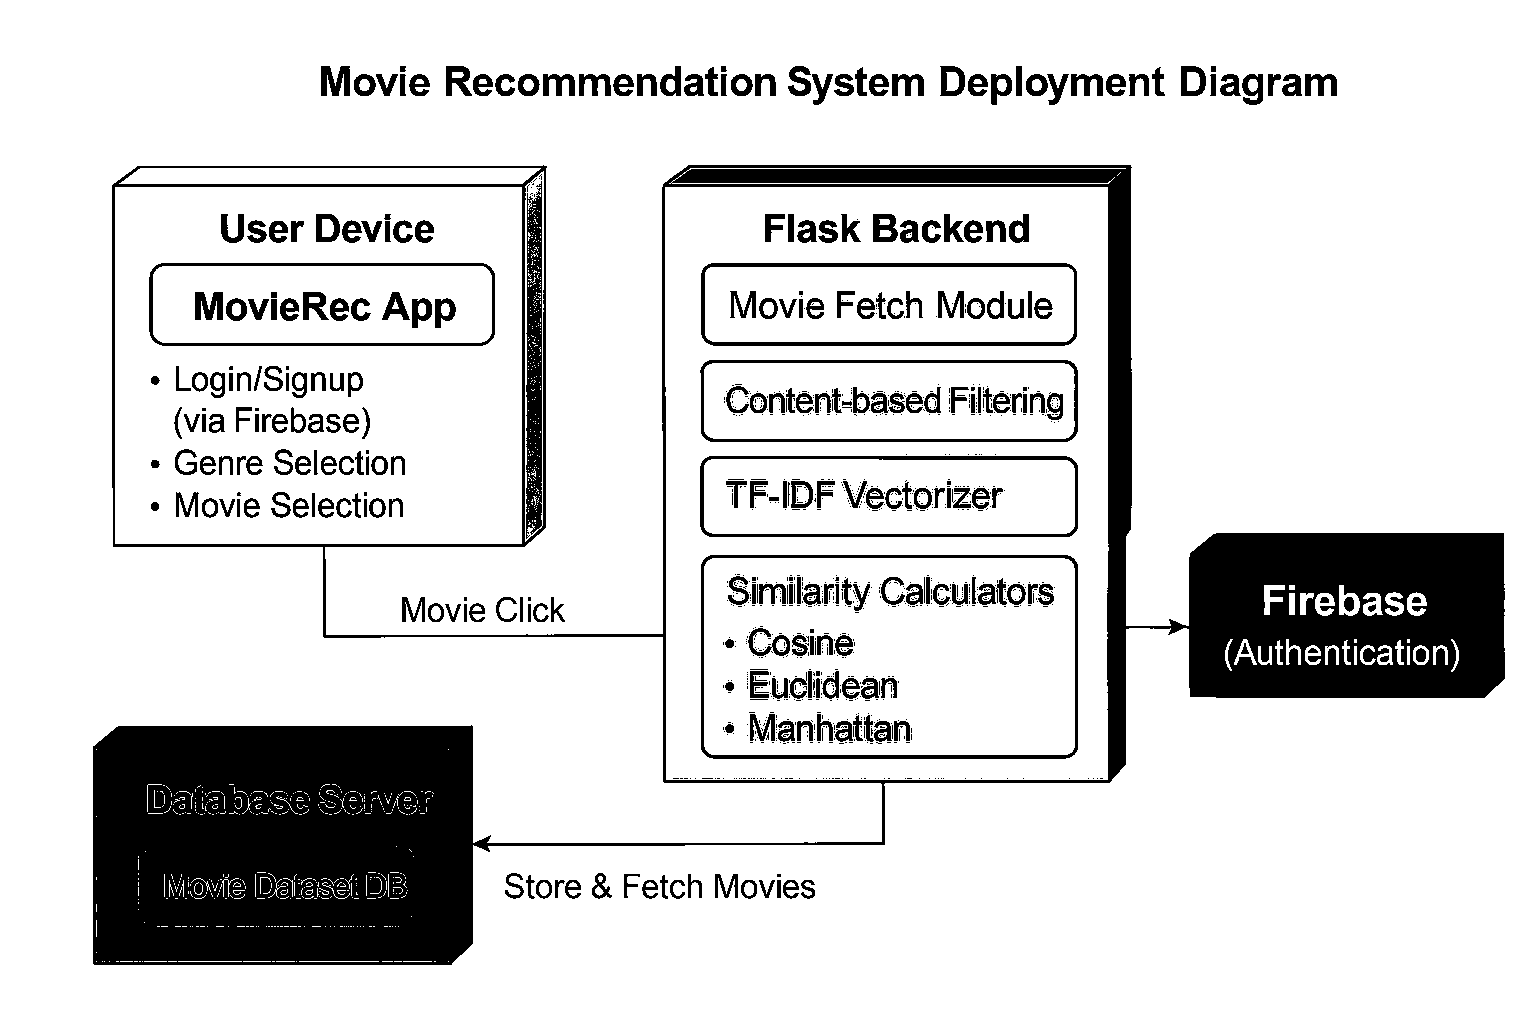 Movie Recommendation System Deployment Diagram
User Device
MovieRec App
• Login/Signup
(via Firebase)
• Genre Selection
• Movie Selection
Movie Click
Flask Backend
Movie Fetch Module
Content-based Filtering
TF-IDF Vectorizer
Similarity Calculators
• Cosine
• Euclidean
• Manhattan
Firebase
(Authentication)
Database Server
Movie Dataset DB
Store & Fetch Movies